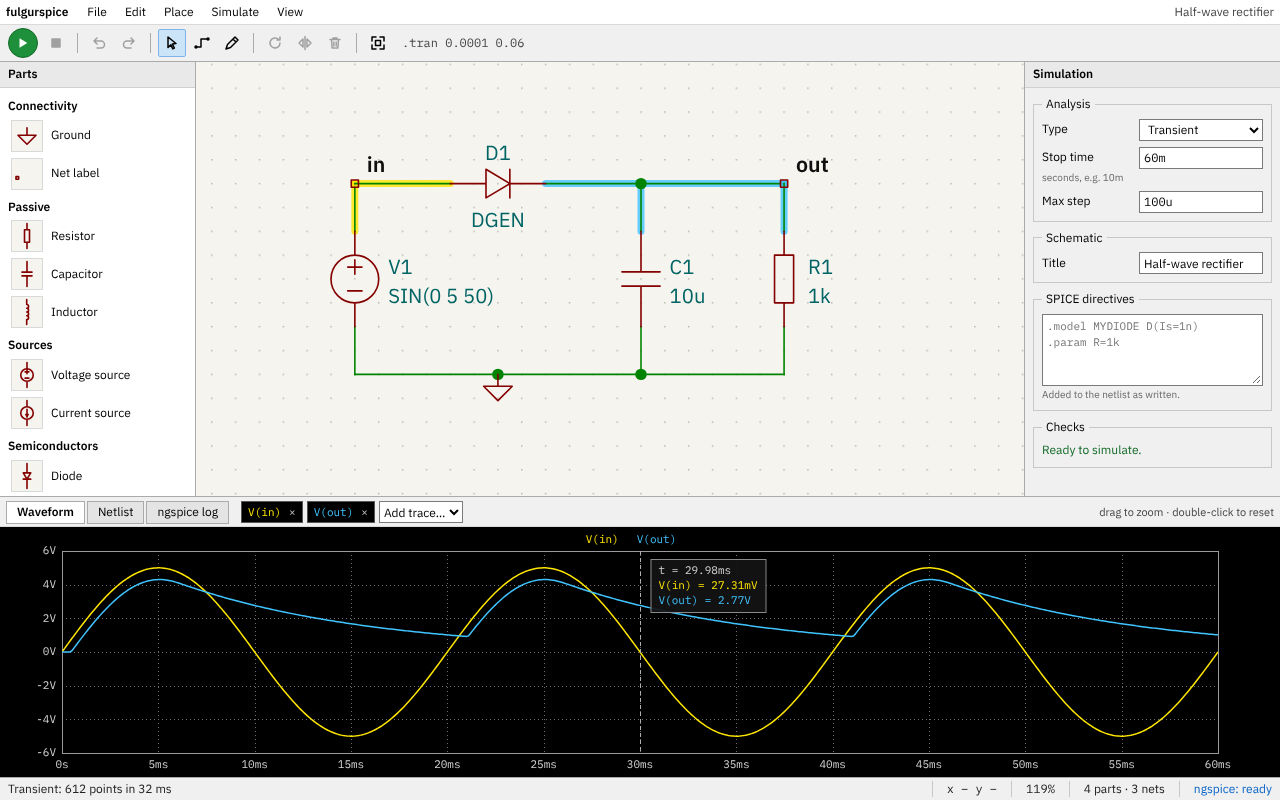 fulgurspice File Edit Place Simulate View Half-wave rectifier
.tran 0.0001 0.06
Parts
Connectivity
Ground
Net label
Passive
Resistor
Capacitor
Inductor
Sources
Voltage source
Current source
Semiconductors
Diode
in
D1
out
DGEN
V1
SIN(0 5 50)
C1
10u
R1
1k
Simulation
Analysis
Type Transient
Stop time 60m
seconds, e.g. 10m
Max step 100u
Schematic
Title Half-wave rectifier
SPICE directives
.model MYDIODE D(Is=1n)
.param R=1k
Added to the netlist as written.
Checks
Ready to simulate.
Waveform Netlist ngspice log V(in) × V(out) × Add trace... drag to zoom · double-click to reset
V(in) V(out)
6V
4V
2V
0V
-2V
-4V
-6V
t = 29.98ms
V(in) = 27.31mV
V(out) = 2.77V
0s 5ms 10ms 15ms 20ms 25ms 30ms 35ms 40ms 45ms 50ms 55ms 60ms
Transient: 612 points in 32 ms x – y – 119% 4 parts · 3 nets ngspice: ready